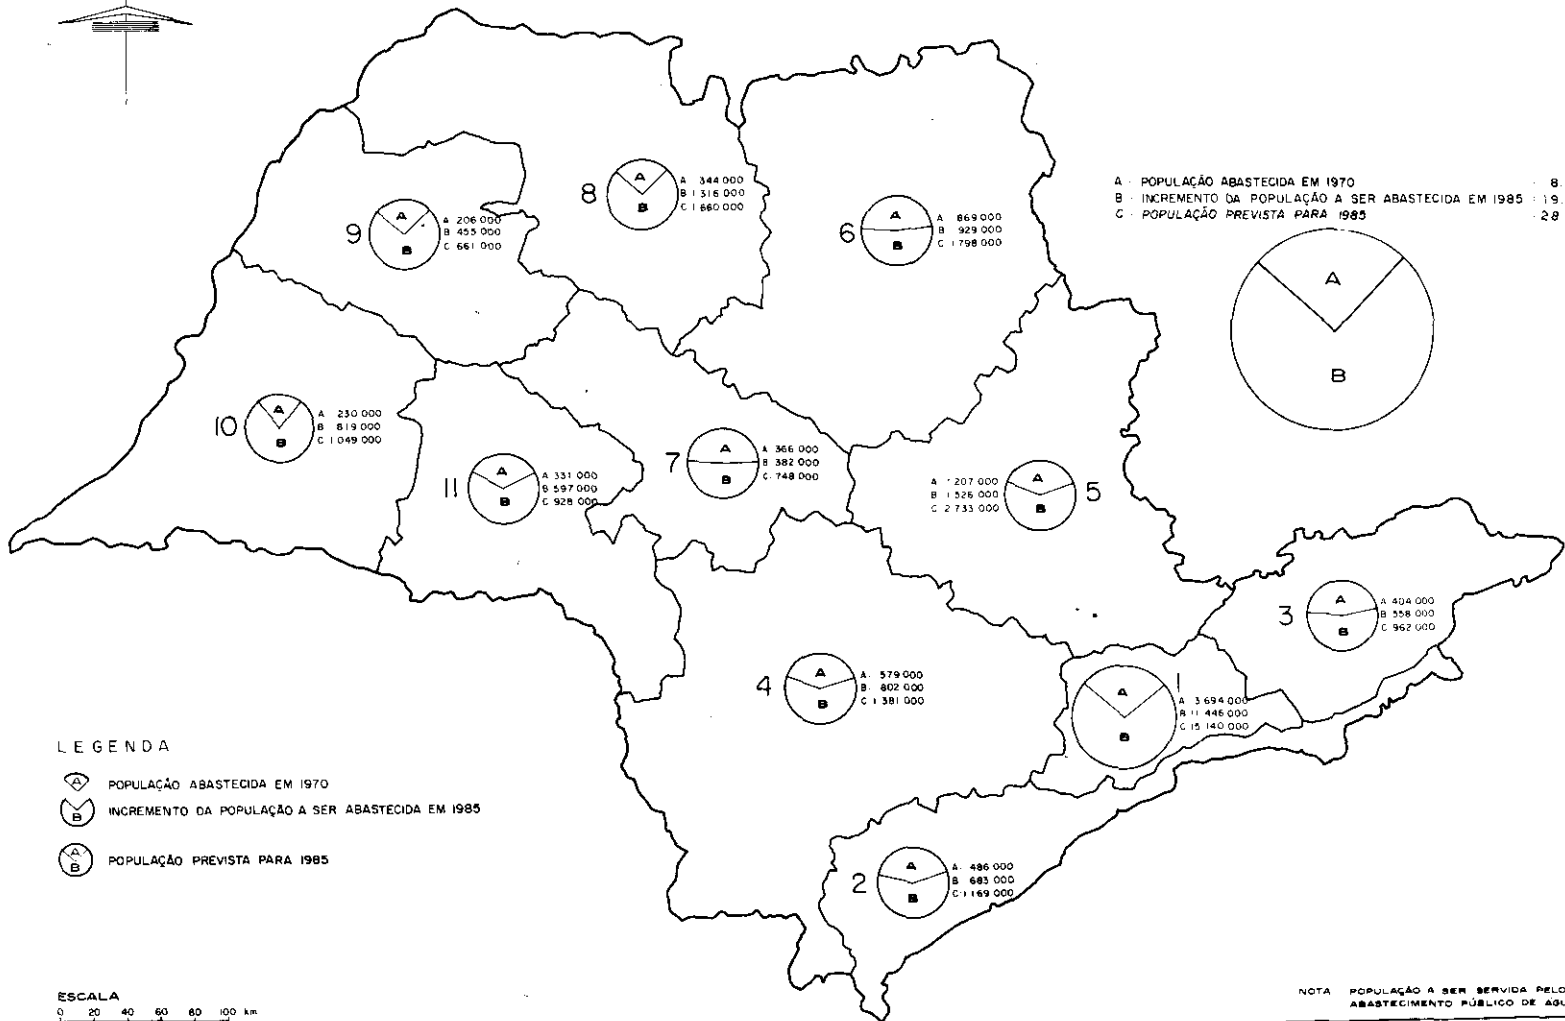 A - POPULAÇÃO ABASTECIDA EM 1970 8.
B - INCREMENTO DA POPULAÇÃO A SER ABASTECIDA EM 1985 19.
C - POPULAÇÃO PREVISTA PARA 1985 28
A
B
8
A
B
A 344 000
B 1 316 000
C 1 660 000
9
A
B
A 206 000
B 455 000
C 661 000
6
A
B
A 869 000
B 929 000
C 1 798 000
10
A
B
A 230 000
B 819 000
C 1 049 000
11
A
B
A 331 000
B 597 000
C 928 000
7
A
B
A 366 000
B 382 000
C 748 000
A 1 207 000
B 1 526 000
C 2 733 000
A
B
5
3
A
B
A 404 000
B 558 000
C 962 000
4
A
B
A. 579 000
B. 802 000
C 1 381 000
1
A
B
A 3 694 000
B 11 446 000
C 15 140 000
2
A
B
A. 486 000
B 683 000
C 1 169 000
LEGENDA
A POPULAÇÃO ABASTECIDA EM 1970
B INCREMENTO DA POPULAÇÃO A SER ABASTECIDA EM 1985
A
B POPULAÇÃO PREVISTA PARA 1985
ESCALA
0 20 40 60 80 100 km
NOTA POPULAÇÃO A SER SERVIDA PELO
ABASTECIMENTO PÚBLICO DE